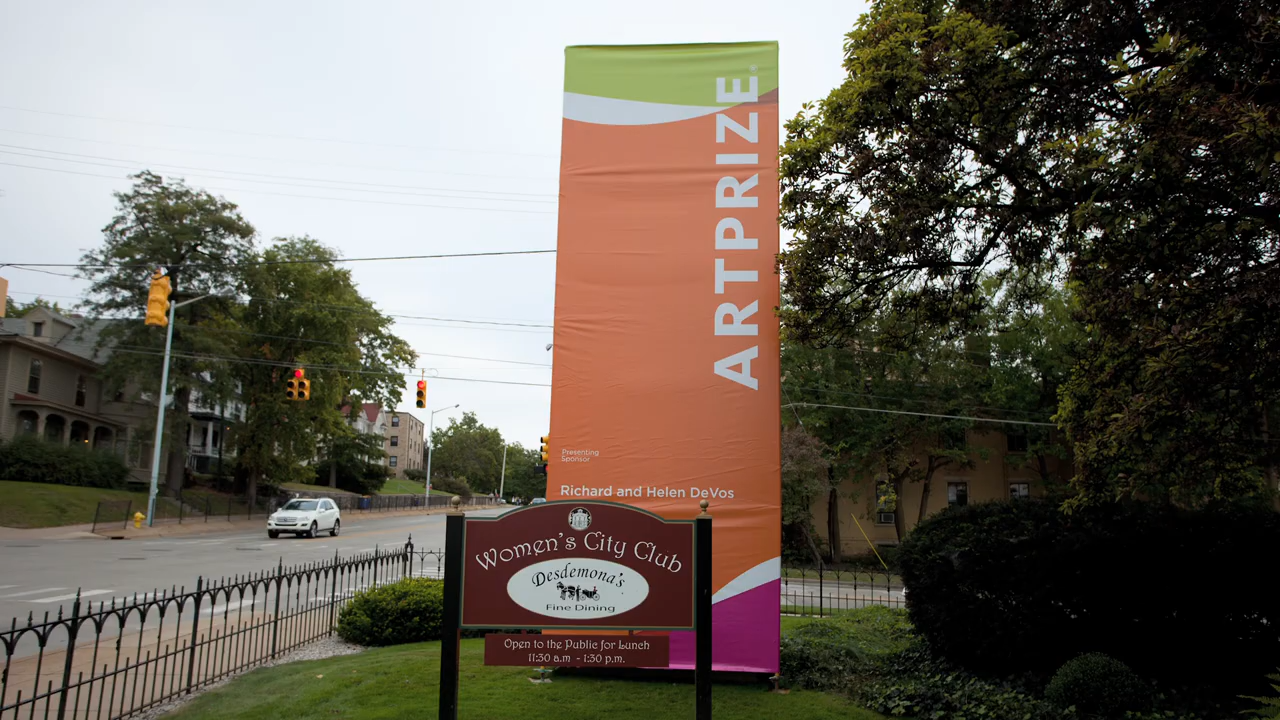 ARTPRIZE®
Presenting
Sponsor
Richard and Helen DeVos
Women's City Club
Desdemona's
Fine Dining
Open to the Public for Lunch
11:30 a.m - 1:30 p.m.